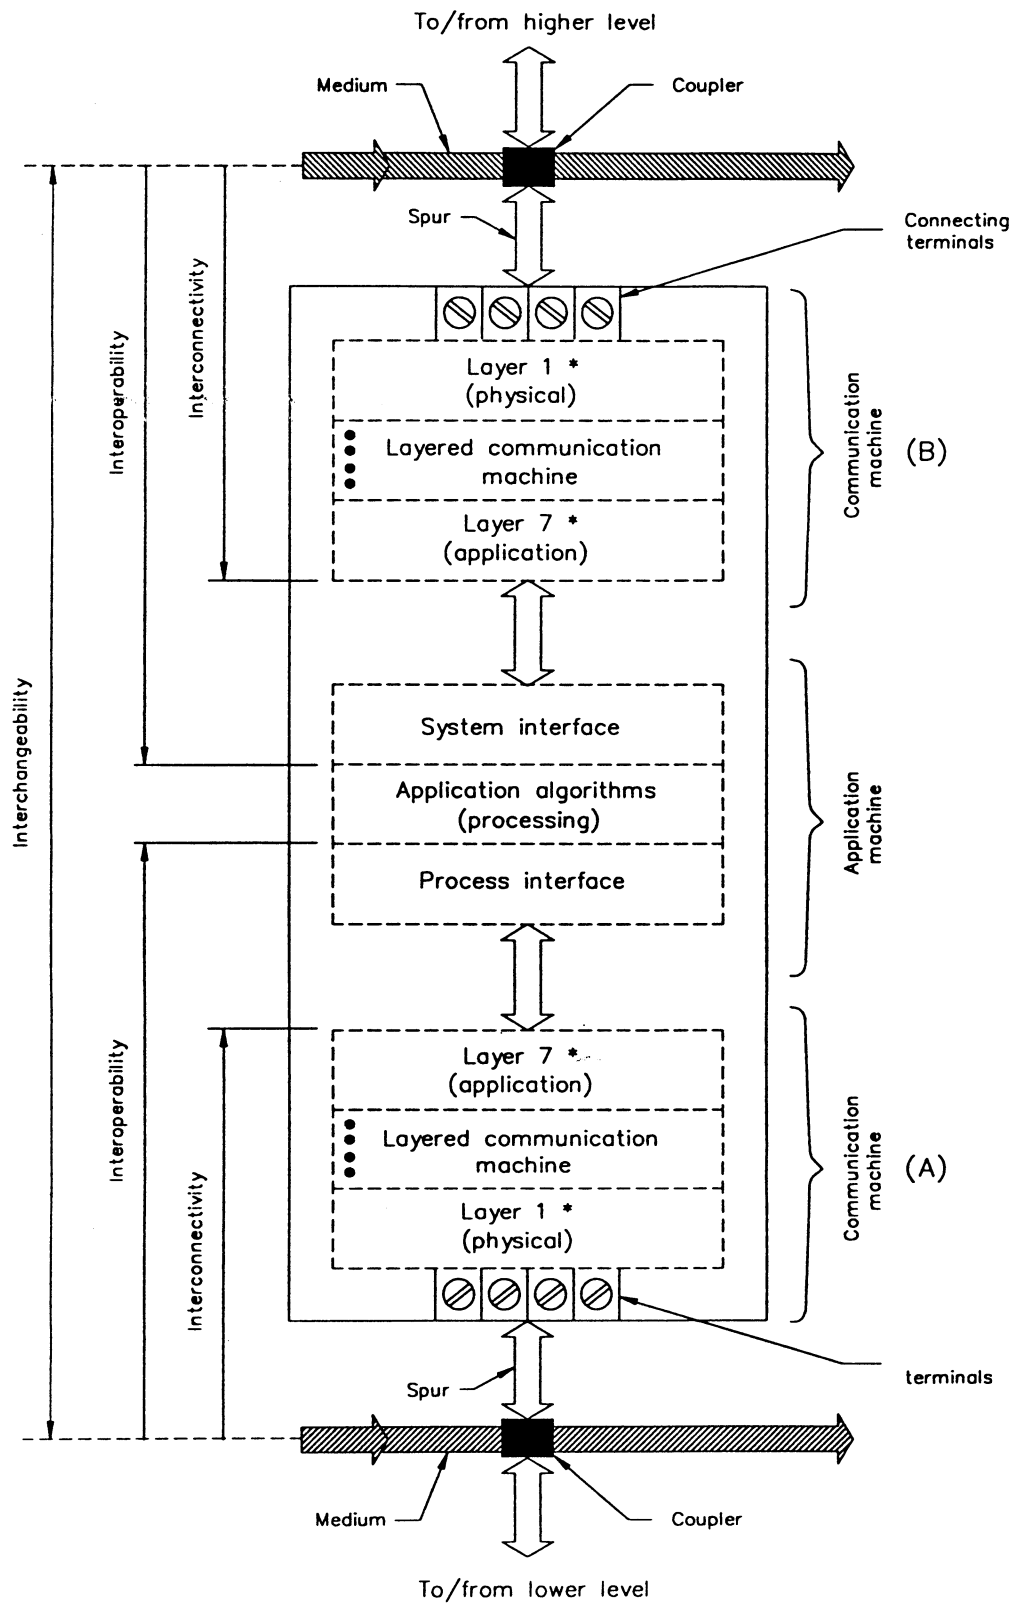 To/from higher level
Medium
Coupler
Spur
Connecting
terminals
Layer 1 *
(physical)
Layered communication
machine
Layer 7 *
(application)
Communication
machine
(B)
Interconnectivity
Interoperability
Interchangeability
System interface
Application algorithms
(processing)
Process interface
Application
machine
Layer 7 *
(application)
Layered communication
machine
Layer 1 *
(physical)
Communication
machine
(A)
Interoperability
Interconnectivity
terminals
Spur
Medium
Coupler
To/from lower level